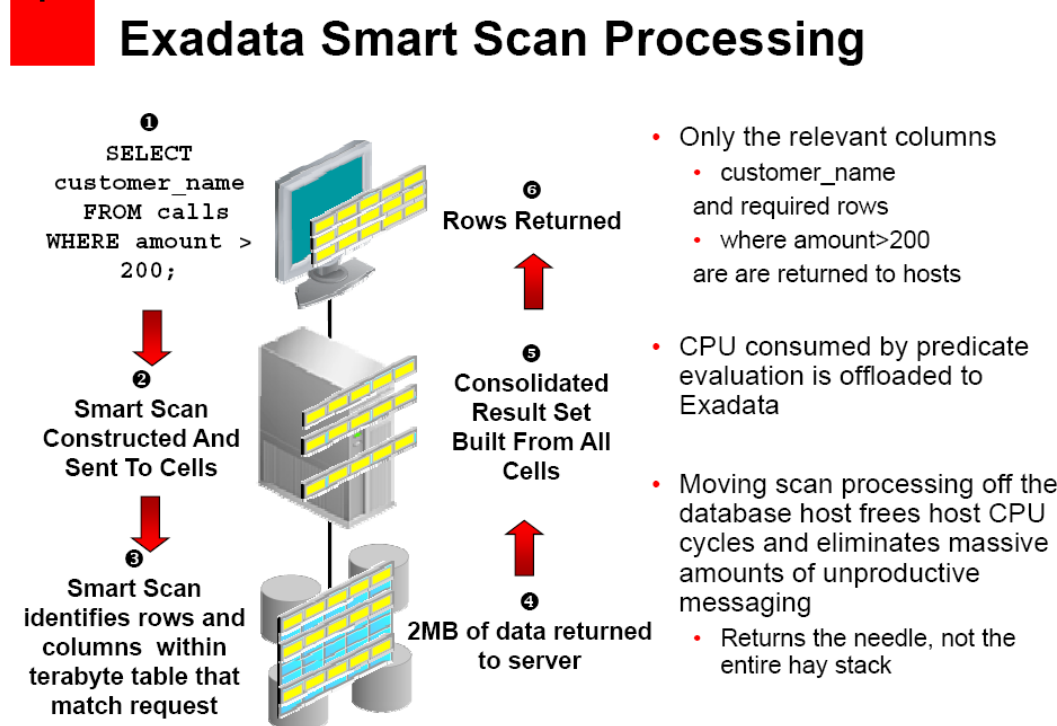 Exadata Smart Scan Processing
❶
SELECT
customer_name
FROM calls
WHERE amount >
200;
❷
Smart Scan
Constructed And
Sent To Cells
❸
Smart Scan
identifies rows and
columns within
terabyte table that
match request
❹
2MB of data returned
to server
❺
Consolidated
Result Set
Built From All
Cells
❻
Rows Returned
• Only the relevant columns
• customer_name
and required rows
• where amount>200
are are returned to hosts
• CPU consumed by predicate
evaluation is offloaded to
Exadata
• Moving scan processing off the
database host frees host CPU
cycles and eliminates massive
amounts of unproductive
messaging
• Returns the needle, not the
entire hay stack